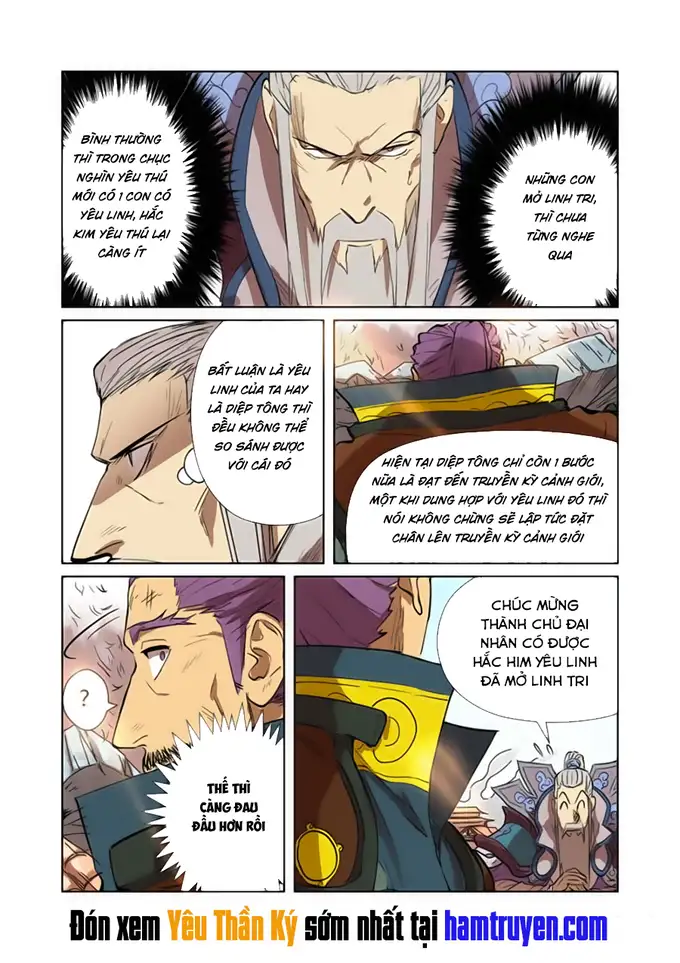 BÌNH THƯỜNG
THÌ TRONG CHỤC
NGHÌN YÊU THÚ
MỚI CÓ 1 CON CÓ
YÊU LINH, HẮC
KIM YÊU THÚ LẠI
CÀNG ÍT
NHỮNG CON
MỞ LINH TRI,
THÌ CHƯA
TỪNG NGHE
QUA
BẤT LUẬN LÀ YÊU
LINH CỦA TA HAY
LÀ DIỆP TÔNG THÌ
ĐỀU KHÔNG THỂ
SO SÁNH ĐƯỢC
VỚI CÁI ĐÓ
HIỆN TẠI DIỆP TÔNG CHỈ CÒN 1 BƯỚC
NỮA LÀ ĐẠT ĐẾN TRUYỀN KỲ CẢNH GIỚI,
MỘT KHI DUNG HỢP VỚI YÊU LINH ĐÓ THÌ
NÓI KHÔNG CHỪNG SẼ LẬP TỨC ĐẶT
CHÂN LÊN TRUYỀN KỲ CẢNH GIỚI
?
THẾ THÌ
CÀNG ĐAU
ĐẦU HƠN RỒI
CHÚC MỪNG
THÀNH CHỦ ĐẠI
NHÂN CÓ ĐƯỢC
HẮC HIM YÊU LINH
ĐÃ MỞ LINH TRI
Đón xem Yêu Thần Ký sớm nhất tại hamtruyen.com